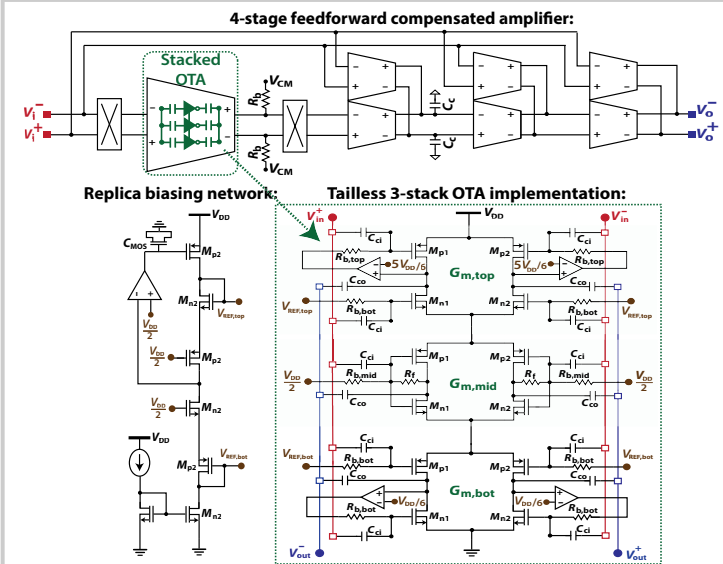 4-stage feedforward compensated amplifier:
Stacked
OTA
V_CM
R_b
V_i^-
V_i^+
− +
+ −
C_c
C_c
V_o^-
V_o^+
R_b
V_CM
Replica biasing network:
Tailless 3-stack OTA implementation:
V_DD
C_MOS
M_p2
M_n2
V_REF,top
V_DD/2
V_DD/2
M_p2
V_DD/2
M_n2
V_DD
M_p2
V_REF,bot
M_n2
V_in^+
V_in^-
V_DD
C_ci
C_ci
M_p1
M_p2
R_b,top
R_b,top
5V_DD/6
5V_DD/6
G_m,top
C_co
C_co
V_REF,top
M_n1
M_n2
V_REF,top
R_b,bot
R_b,bot
C_ci
C_ci
C_ci
M_p1
M_p2
C_ci
V_DD/2
R_b,mid
R_f
G_m,mid
R_f
R_b,mid
V_DD/2
C_co
M_n1
M_n2
C_co
C_ci
C_ci
V_REF,bot
R_b,bot
M_p1
M_p2
R_b,bot
V_REF,bot
C_co
C_co
G_m,bot
V_DD/6
V_DD/6
R_b,bot
M_n1
M_n2
R_b,bot
C_ci
C_ci
V_out^-
V_out^+